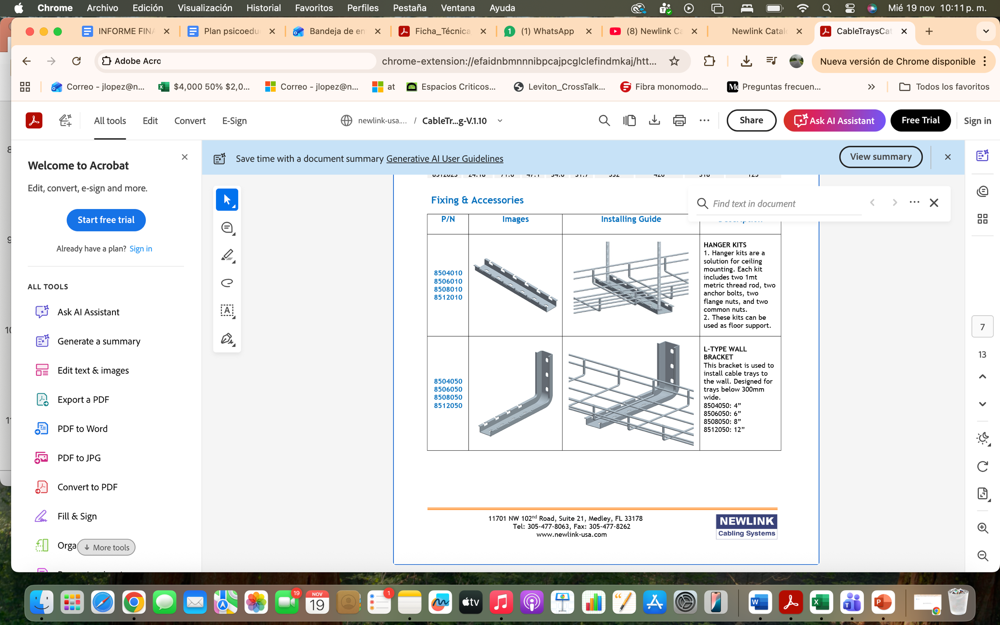 Chrome Archivo Edición Visualización Historial Favoritos Perfiles Pestaña Ventana Ayuda Mié 19 nov 10:11 p. m.
INFORME FIN Plan psicoedu Bandeja de en Ficha_Técnica (1) WhatsApp (8) Newlink Ca Newlink Catal CableTraysCat
Adobe Acro chrome-extension://efaidnbmnnnibpcajpcglclefindmkaj/htt... Nueva versión de Chrome disponible
Correo - jlopez@n... $4,000 50% $2,0... Correo - jlopez@n... at Espacios Criticos... Leviton_CrossTalk... Fibra monomodo... Preguntas frecuen... » Todos los favoritos
All tools Edit Convert E-Sign newlink-usa.... / CableTr...g-V.1.10 Share Ask AI Assistant Free Trial Sign in
Save time with a document summary Generative AI User Guidelines View summary
Welcome to Acrobat
Edit, convert, e-sign and more.
Start free trial
Already have a plan? Sign in
ALL TOOLS
Ask AI Assistant
Generate a summary
Edit text & images
Export a PDF
PDF to Word
PDF to JPG
Convert to PDF
Fill & Sign
Orga
More tools
Find text in document
Fixing & Accessories
P/N Images Installing Guide
8504010
8506010
8508010
8512010
HANGER KITS
1. Hanger kits are a
solution for ceiling
mounting. Each kit
includes two 1mt
metric thread rod, two
anchor bolts, two
flange nuts, and two
common nuts.
2. These kits can be
used as floor support.
8504050
8506050
8508050
8512050
L-TYPE WALL
BRACKET
This bracket is used to
install cable trays to
the wall. Designed for
trays below 300mm
wide.
8504050: 4”
8506050: 6”
8508050: 8”
8512050: 12”
11701 NW 102nd Road, Suite 21, Medley, FL 33178
Tel: 305-477-8063, Fax: 305-477-8262
www.newlink-usa.com
NEWLINK
Cabling Systems
7
13
19
NOV
19
1
tv